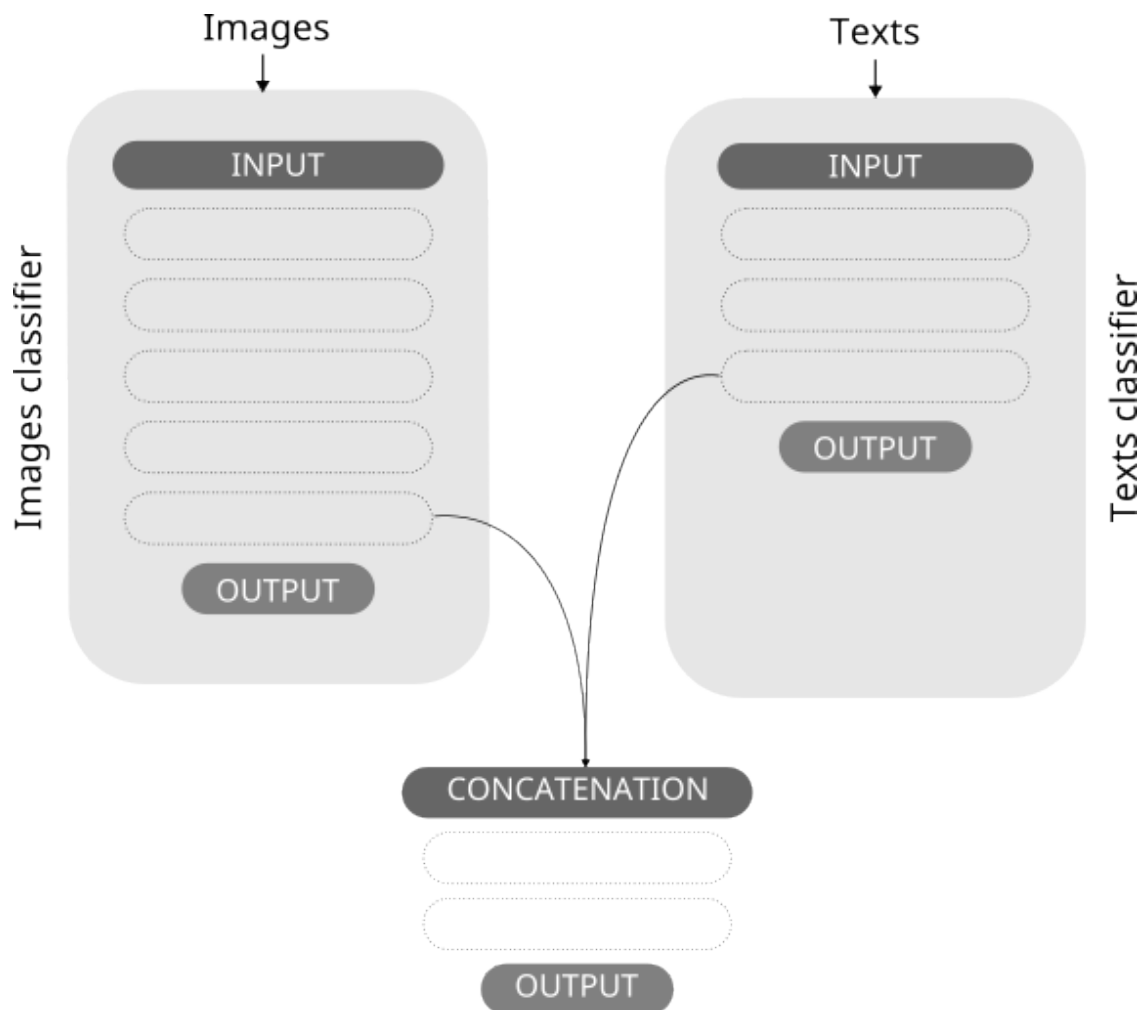 Images
Texts
Images classifier
INPUT
OUTPUT
INPUT
OUTPUT
Texts classifier
CONCATENATION
OUTPUT